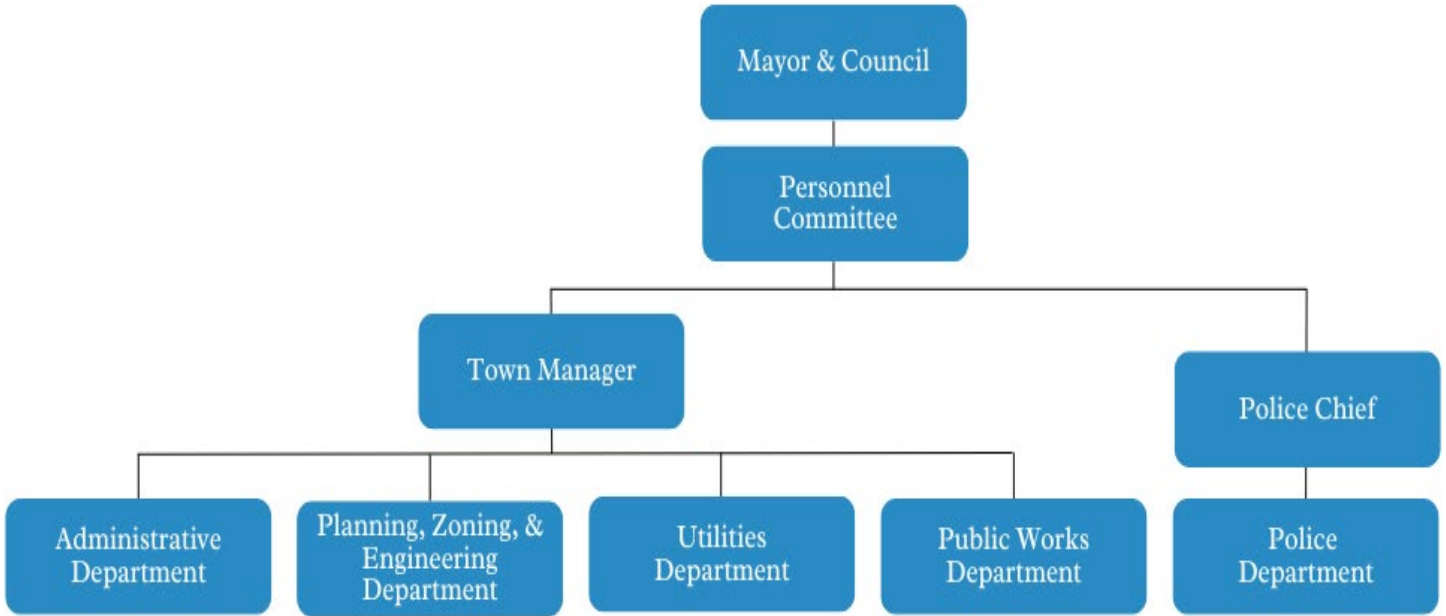 Mayor & Council
Personnel
Committee
Town Manager
Police Chief
Administrative
Department
Planning, Zoning, &
Engineering
Department
Utilities
Department
Public Works
Department
Police
Department